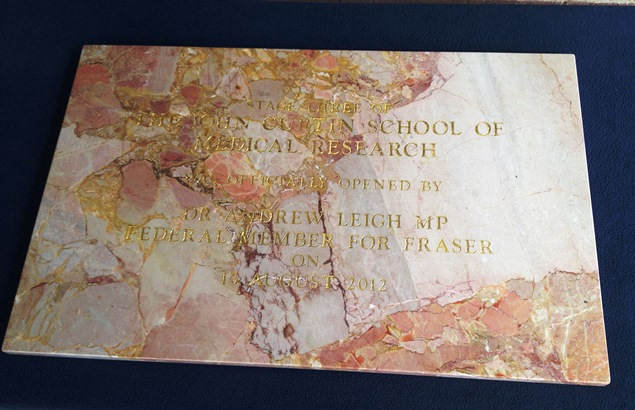 STAGE THREE OF
THE JOHN CURTIN SCHOOL OF
MEDICAL RESEARCH
WAS OFFICIALLY OPENED BY
DR ANDREW LEIGH MP
FEDERAL MEMBER FOR FRASER
ON
AUGUST 2012